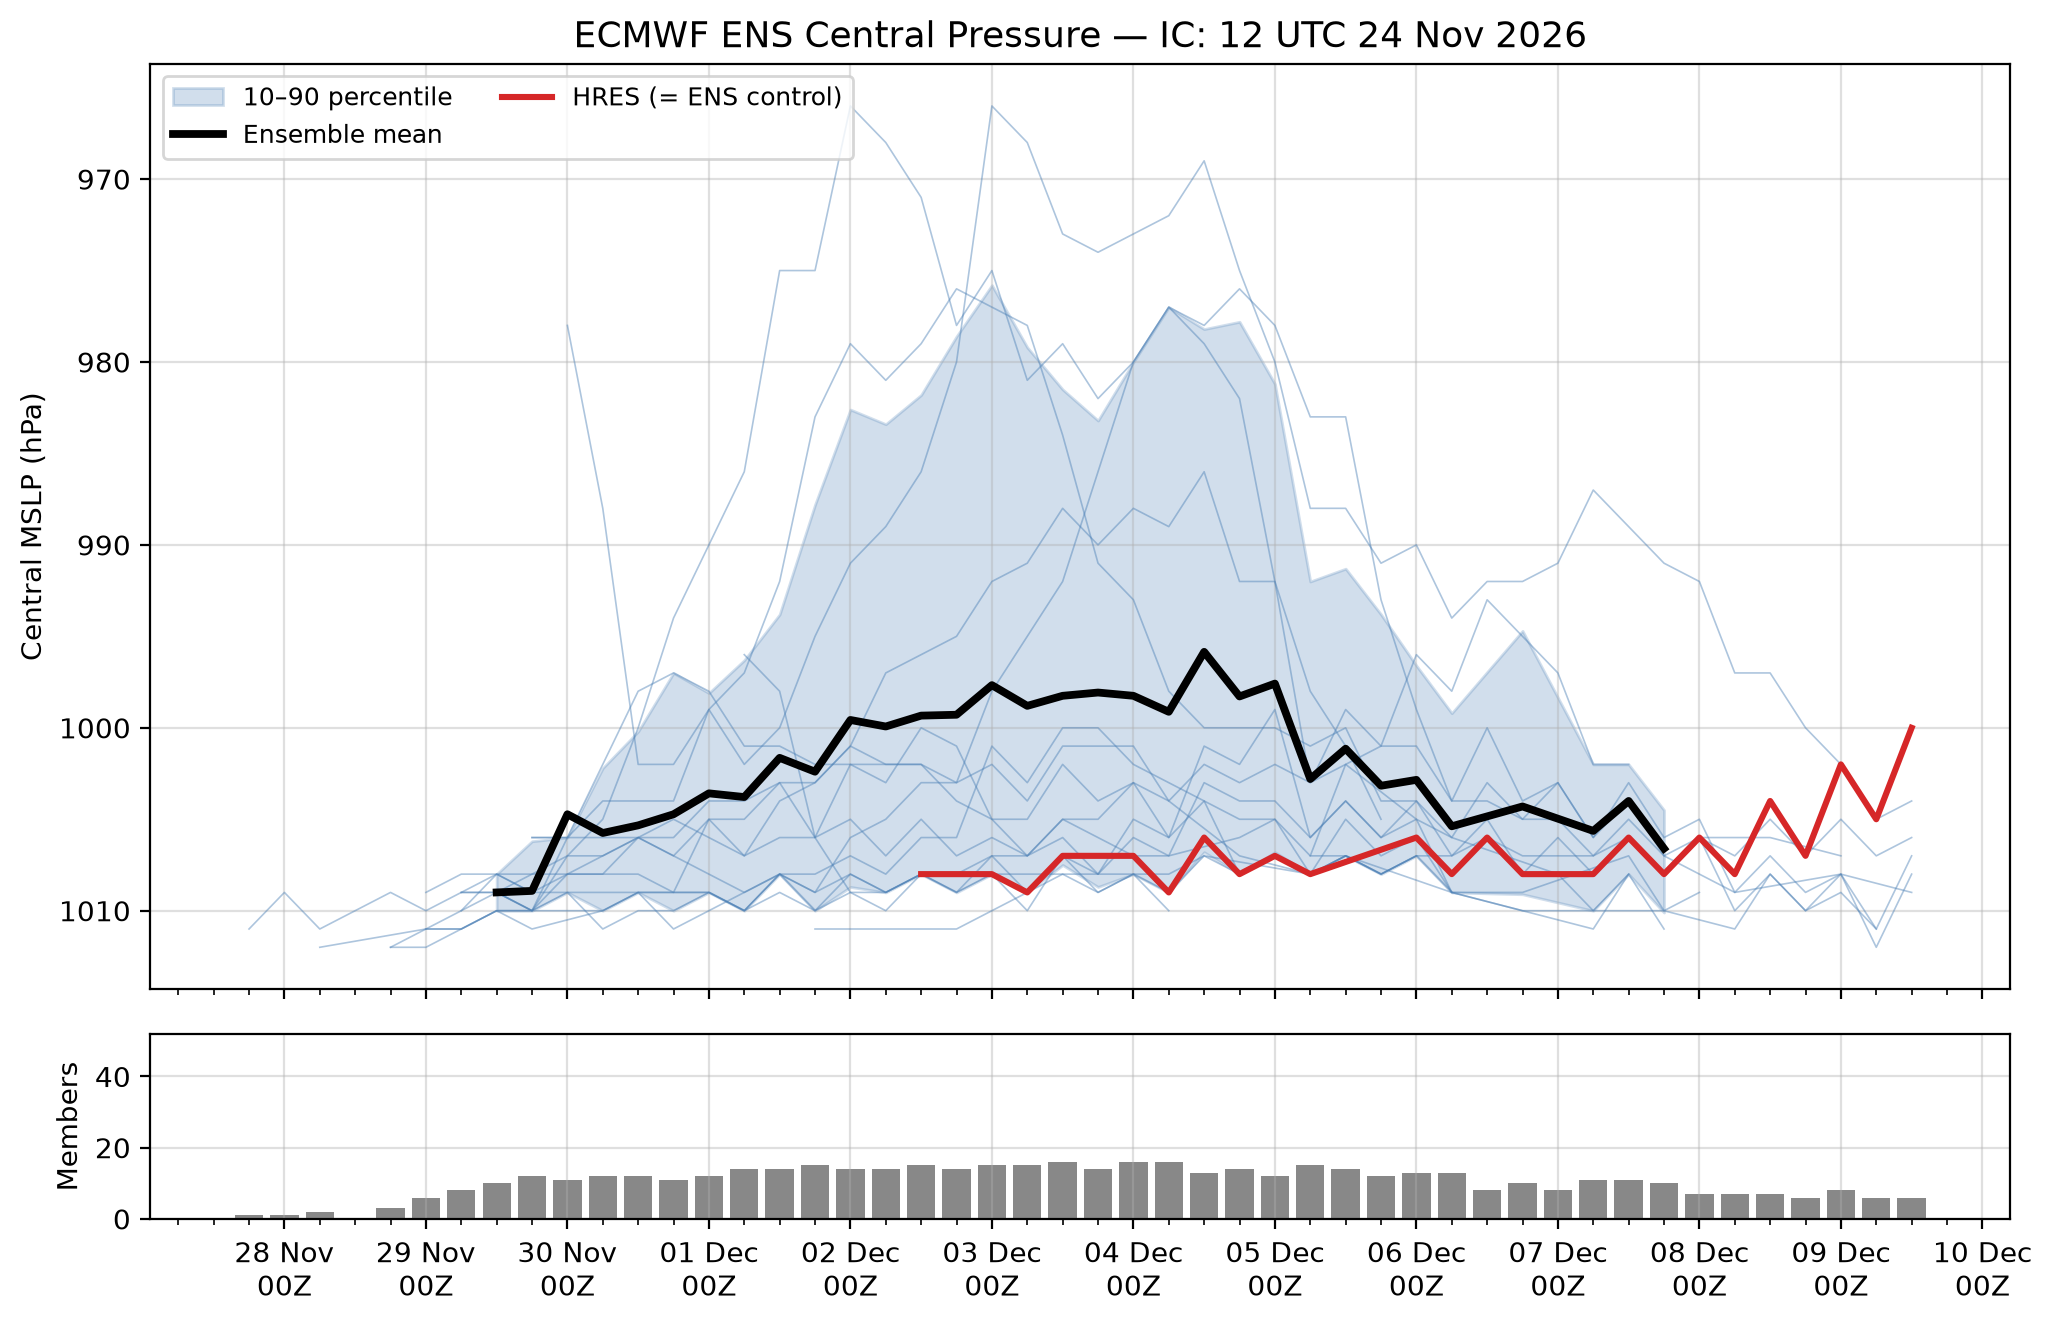 ECMWF ENS Central Pressure — IC: 12 UTC 24 Nov 2026
10–90 percentile
Ensemble mean
HRES (= ENS control)
Central MSLP (hPa)
970
980
990
1000
1010
Members
40
20
0
28 Nov 29 Nov 30 Nov 01 Dec 02 Dec 03 Dec 04 Dec 05 Dec 06 Dec 07 Dec 08 Dec 09 Dec 10 Dec
00Z 00Z 00Z 00Z 00Z 00Z 00Z 00Z 00Z 00Z 00Z 00Z 00Z